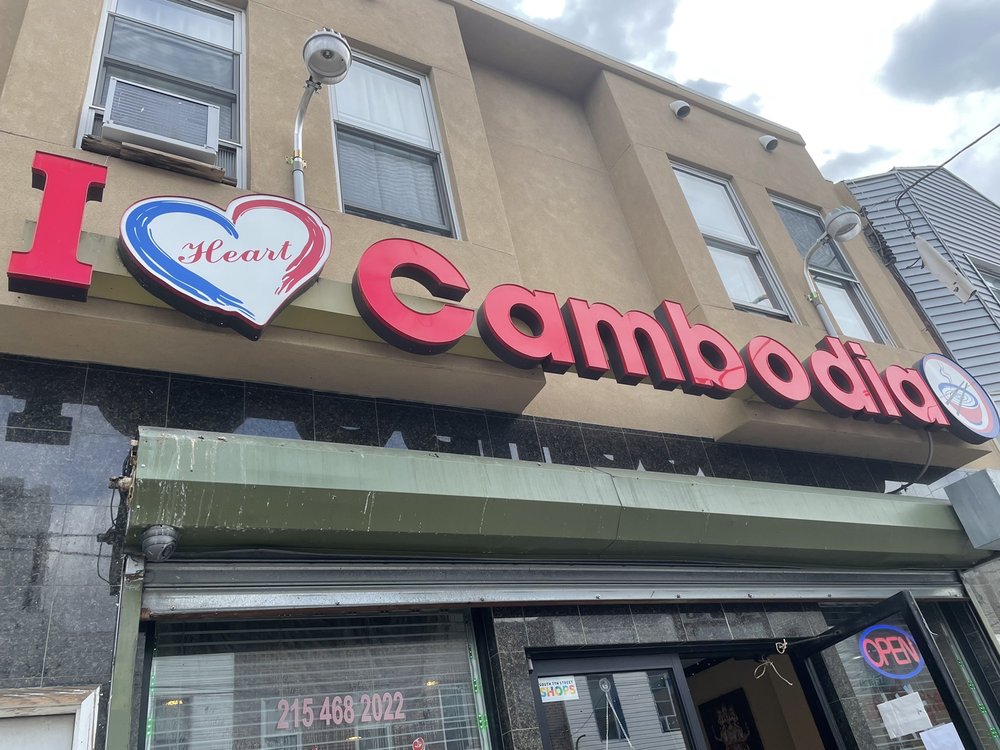 I Heart Cambodia
OPEN
SOUTH 7TH STREET
SHOPS
215 468 2022